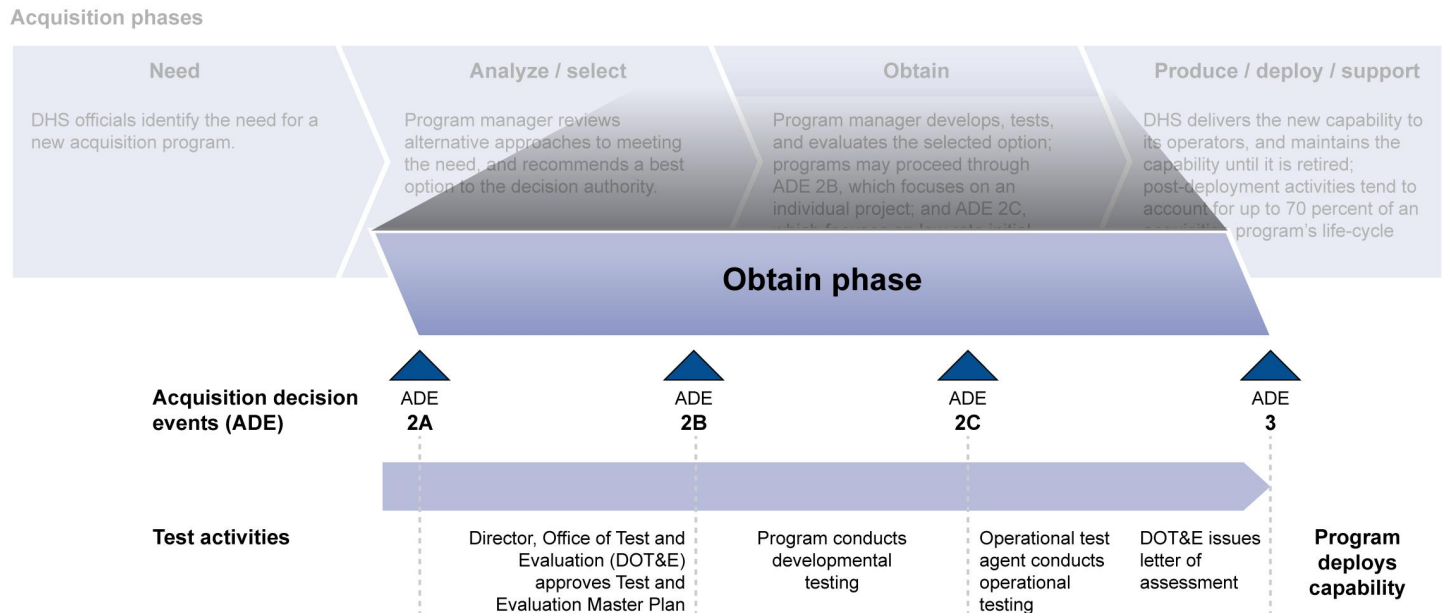 Acquisition phases
Need
DHS officials identify the need for a
new acquisition program.
Analyze / select
Program manager reviews
alternative approaches to meeting
the need, and recommends a best
option to the decision authority.
Obtain
Program manager develops, tests,
and evaluates the selected option;
programs may proceed through
ADE 2B, which focuses on an
individual project; and ADE 2C,
which focuses on low rate initial
Produce / deploy / support
DHS delivers the new capability to
its operators, and maintains the
capability until it is retired;
post-deployment activities tend to
account for up to 70 percent of an
acquisition program's life-cycle
Obtain phase
Acquisition decision
events (ADE)
ADE
2A
ADE
2B
ADE
2C
ADE
3
Test activities
Director, Office of Test and
Evaluation (DOT&E)
approves Test and
Evaluation Master Plan
Program conducts
developmental
testing
Operational test
agent conducts
operational
testing
DOT&E issues
letter of
assessment
Program
deploys
capability